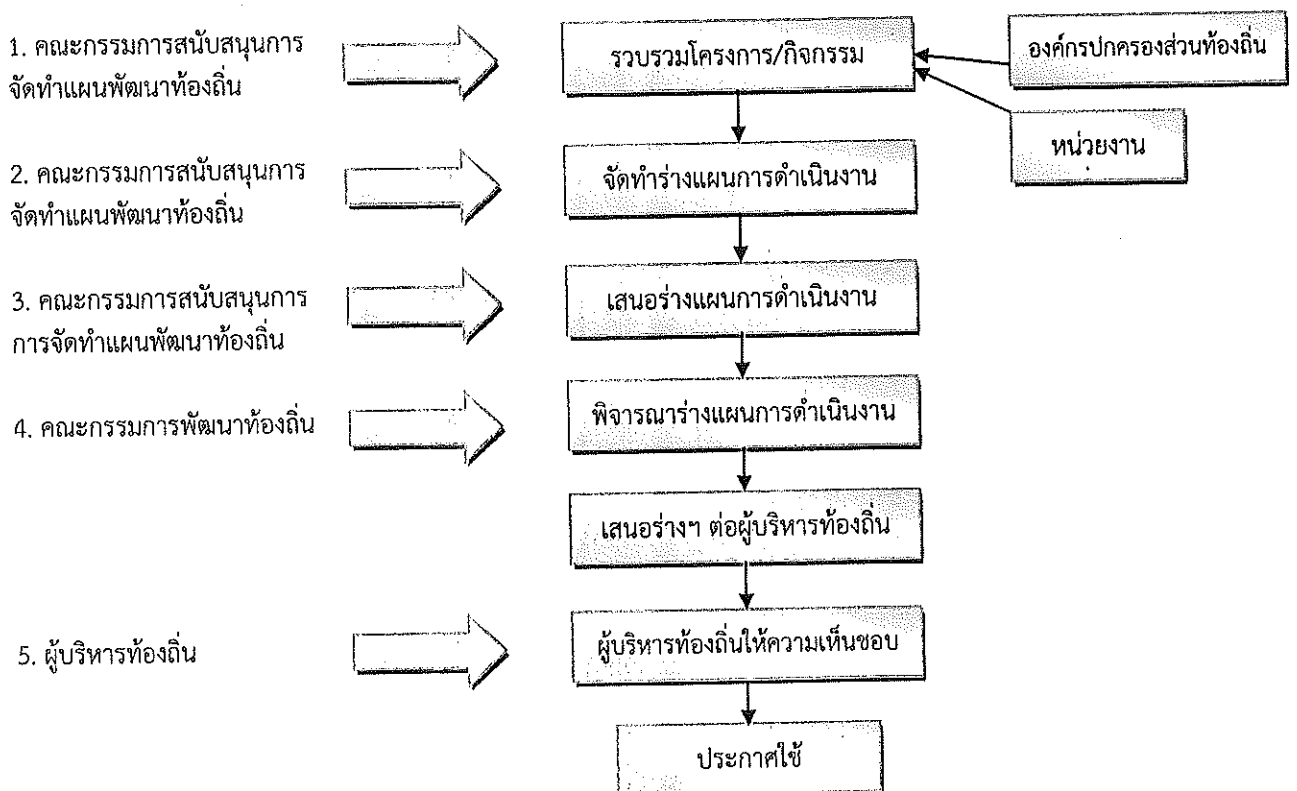 1. คณะกรรมการสนับสนุนการ
จัดทำแผนพัฒนาท้องถิ่น
รวบรวมโครงการ/กิจกรรม
องค์กรปกครองส่วนท้องถิ่น
หน่วยงาน
2. คณะกรรมการสนับสนุนการ
จัดทำแผนพัฒนาท้องถิ่น
จัดทำร่างแผนการดำเนินงาน
3. คณะกรรมการสนับสนุนการ
การจัดทำแผนพัฒนาท้องถิ่น
เสนอร่างแผนการดำเนินงาน
4. คณะกรรมการพัฒนาท้องถิ่น
พิจารณาร่างแผนการดำเนินงาน
เสนอร่างฯ ต่อผู้บริหารท้องถิ่น
5. ผู้บริหารท้องถิ่น
ผู้บริหารท้องถิ่นให้ความเห็นชอบ
ประกาศใช้